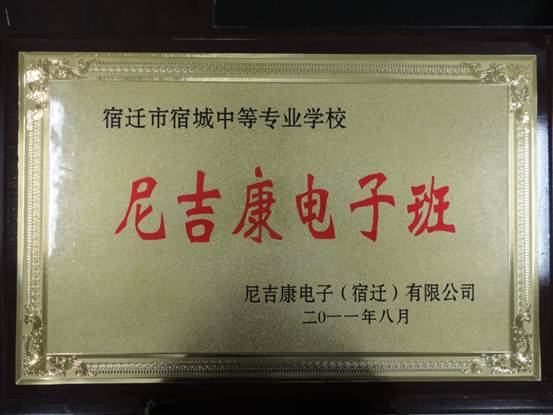 宿迁市宿城中等专业学校
尼吉康电子班
尼吉康电子（宿迁）有限公司
二0一一年八月